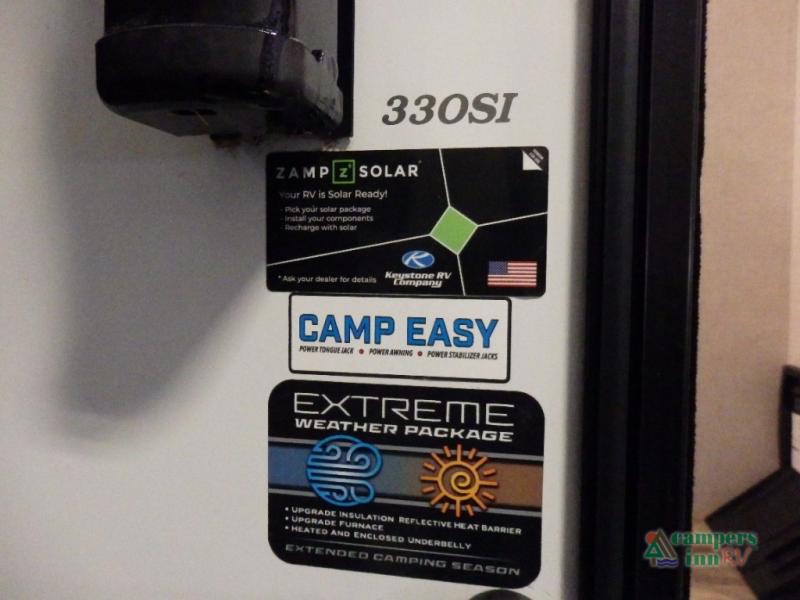 330SI
ZAMP Z SOLAR
Your RV is Solar Ready!
- Pick your solar package
- Install your components
- Recharge with solar
* Ask your dealer for details
Keystone RV
Company
CAMP EASY
POWER TONGUE JACK • POWER AWNING • POWER STABILIZER JACKS
EXTREME
WEATHER PACKAGE
• UPGRADE INSULATION REFLECTIVE HEAT BARRIER
• UPGRADE FURNACE
• HEATED AND ENCLOSED UNDERBELLY
EXTENDED CAMPING SEASON
campers
inn RV